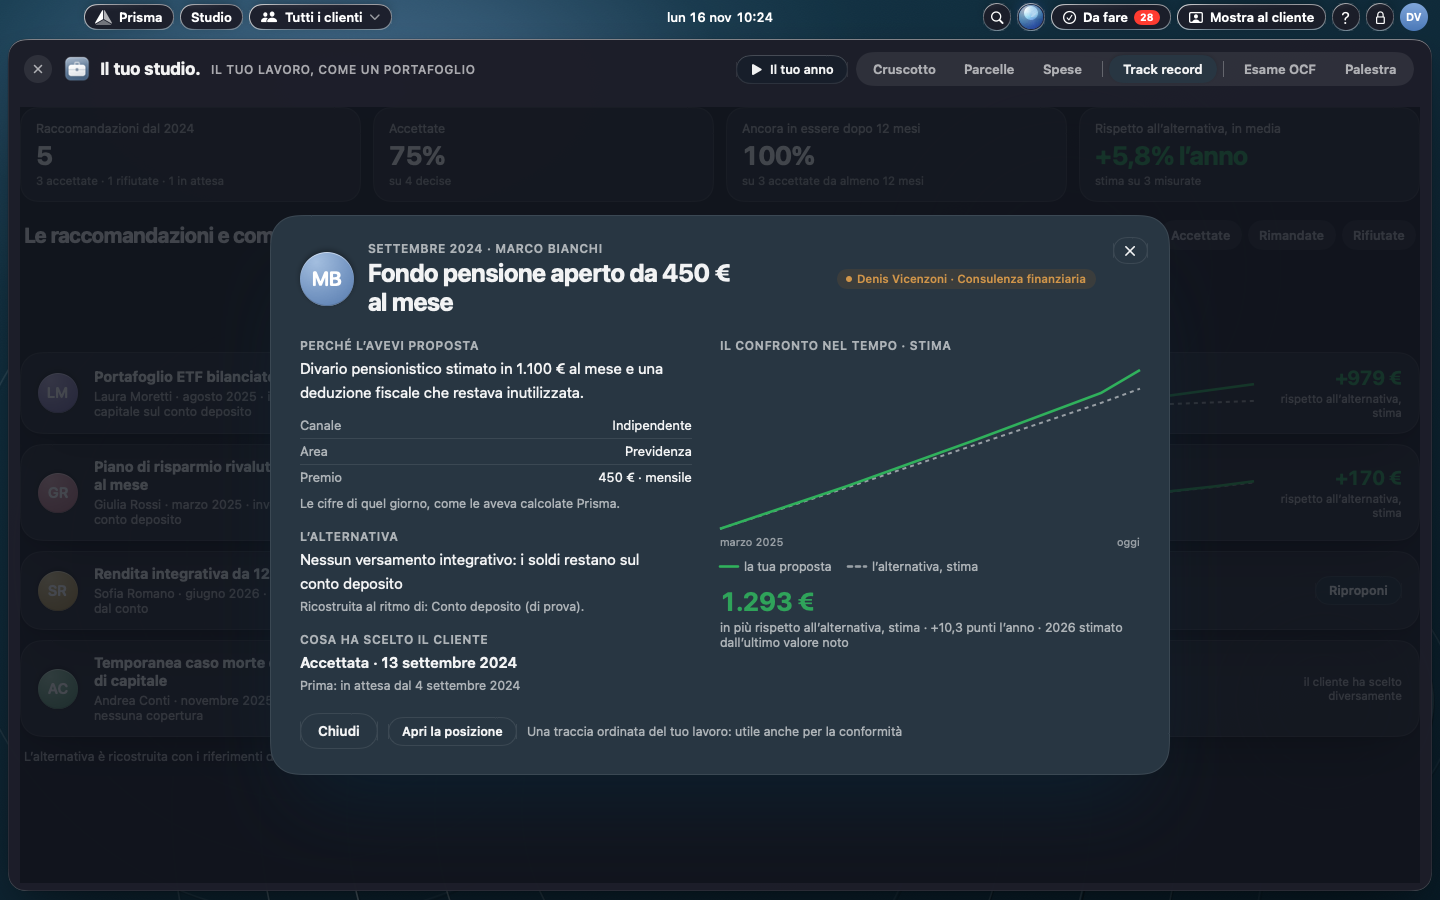 Prisma
Studio
Tutti i clienti
lun 16 nov 10:24
Da fare 28
Mostra al cliente
?
DV
Il tuo studio. IL TUO LAVORO, COME UN PORTAFOGLIO
Il tuo anno
Cruscotto
Parcelle
Spese
Track record
Esame OCF
Palestra
Raccomandazioni dal 2024
5
3 accettate · 1 rifiutate · 1 in attesa
Accettate
75%
su 4 decise
Ancora in essere dopo 12 mesi
100%
su 3 accettate da almeno 12 mesi
Rispetto all'alternativa, in media
+5,8% l'anno
stima su 3 misurate
Le raccomandazioni e com
Accettate
Rimandate
Rifiutate
LM
Portafoglio ETF bilanciato
Laura Moretti · agosto 2025 ·
capitale sul conto deposito
+979 €
rispetto all'alternativa,
stima
GR
Piano di risparmio rivalut
al mese
Giulia Rossi · marzo 2025 · inv
conto deposito
+170 €
rispetto all'alternativa,
stima
SR
Rendita integrativa da 12
Sofia Romano · giugno 2026 ·
dal conto
Riproponi
AC
Temporanea caso morte
di capitale
Andrea Conti · novembre 2025
nessuna copertura
il cliente ha scelto
diversamente
L'alternativa è ricostruita con i riferimenti
MB
SETTEMBRE 2024 · MARCO BIANCHI
Fondo pensione aperto da 450 €
al mese
Denis Vicenzoni · Consulenza finanziaria
PERCHÉ L'AVEVI PROPOSTA
Divario pensionistico stimato in 1.100 € al mese e una
deduzione fiscale che restava inutilizzata.
Canale Indipendente
Area Previdenza
Premio 450 € · mensile
Le cifre di quel giorno, come le aveva calcolate Prisma.
L'ALTERNATIVA
Nessun versamento integrativo: i soldi restano sul
conto deposito
Ricostruita al ritmo di: Conto deposito (di prova).
COSA HA SCELTO IL CLIENTE
Accettata · 13 settembre 2024
Prima: in attesa dal 4 settembre 2024
IL CONFRONTO NEL TEMPO · STIMA
marzo 2025 oggi
la tua proposta l'alternativa, stima
1.293 €
in più rispetto all'alternativa, stima · +10,3 punti l'anno · 2026 stimato
dall'ultimo valore noto
Chiudi
Apri la posizione
Una traccia ordinata del tuo lavoro: utile anche per la conformità